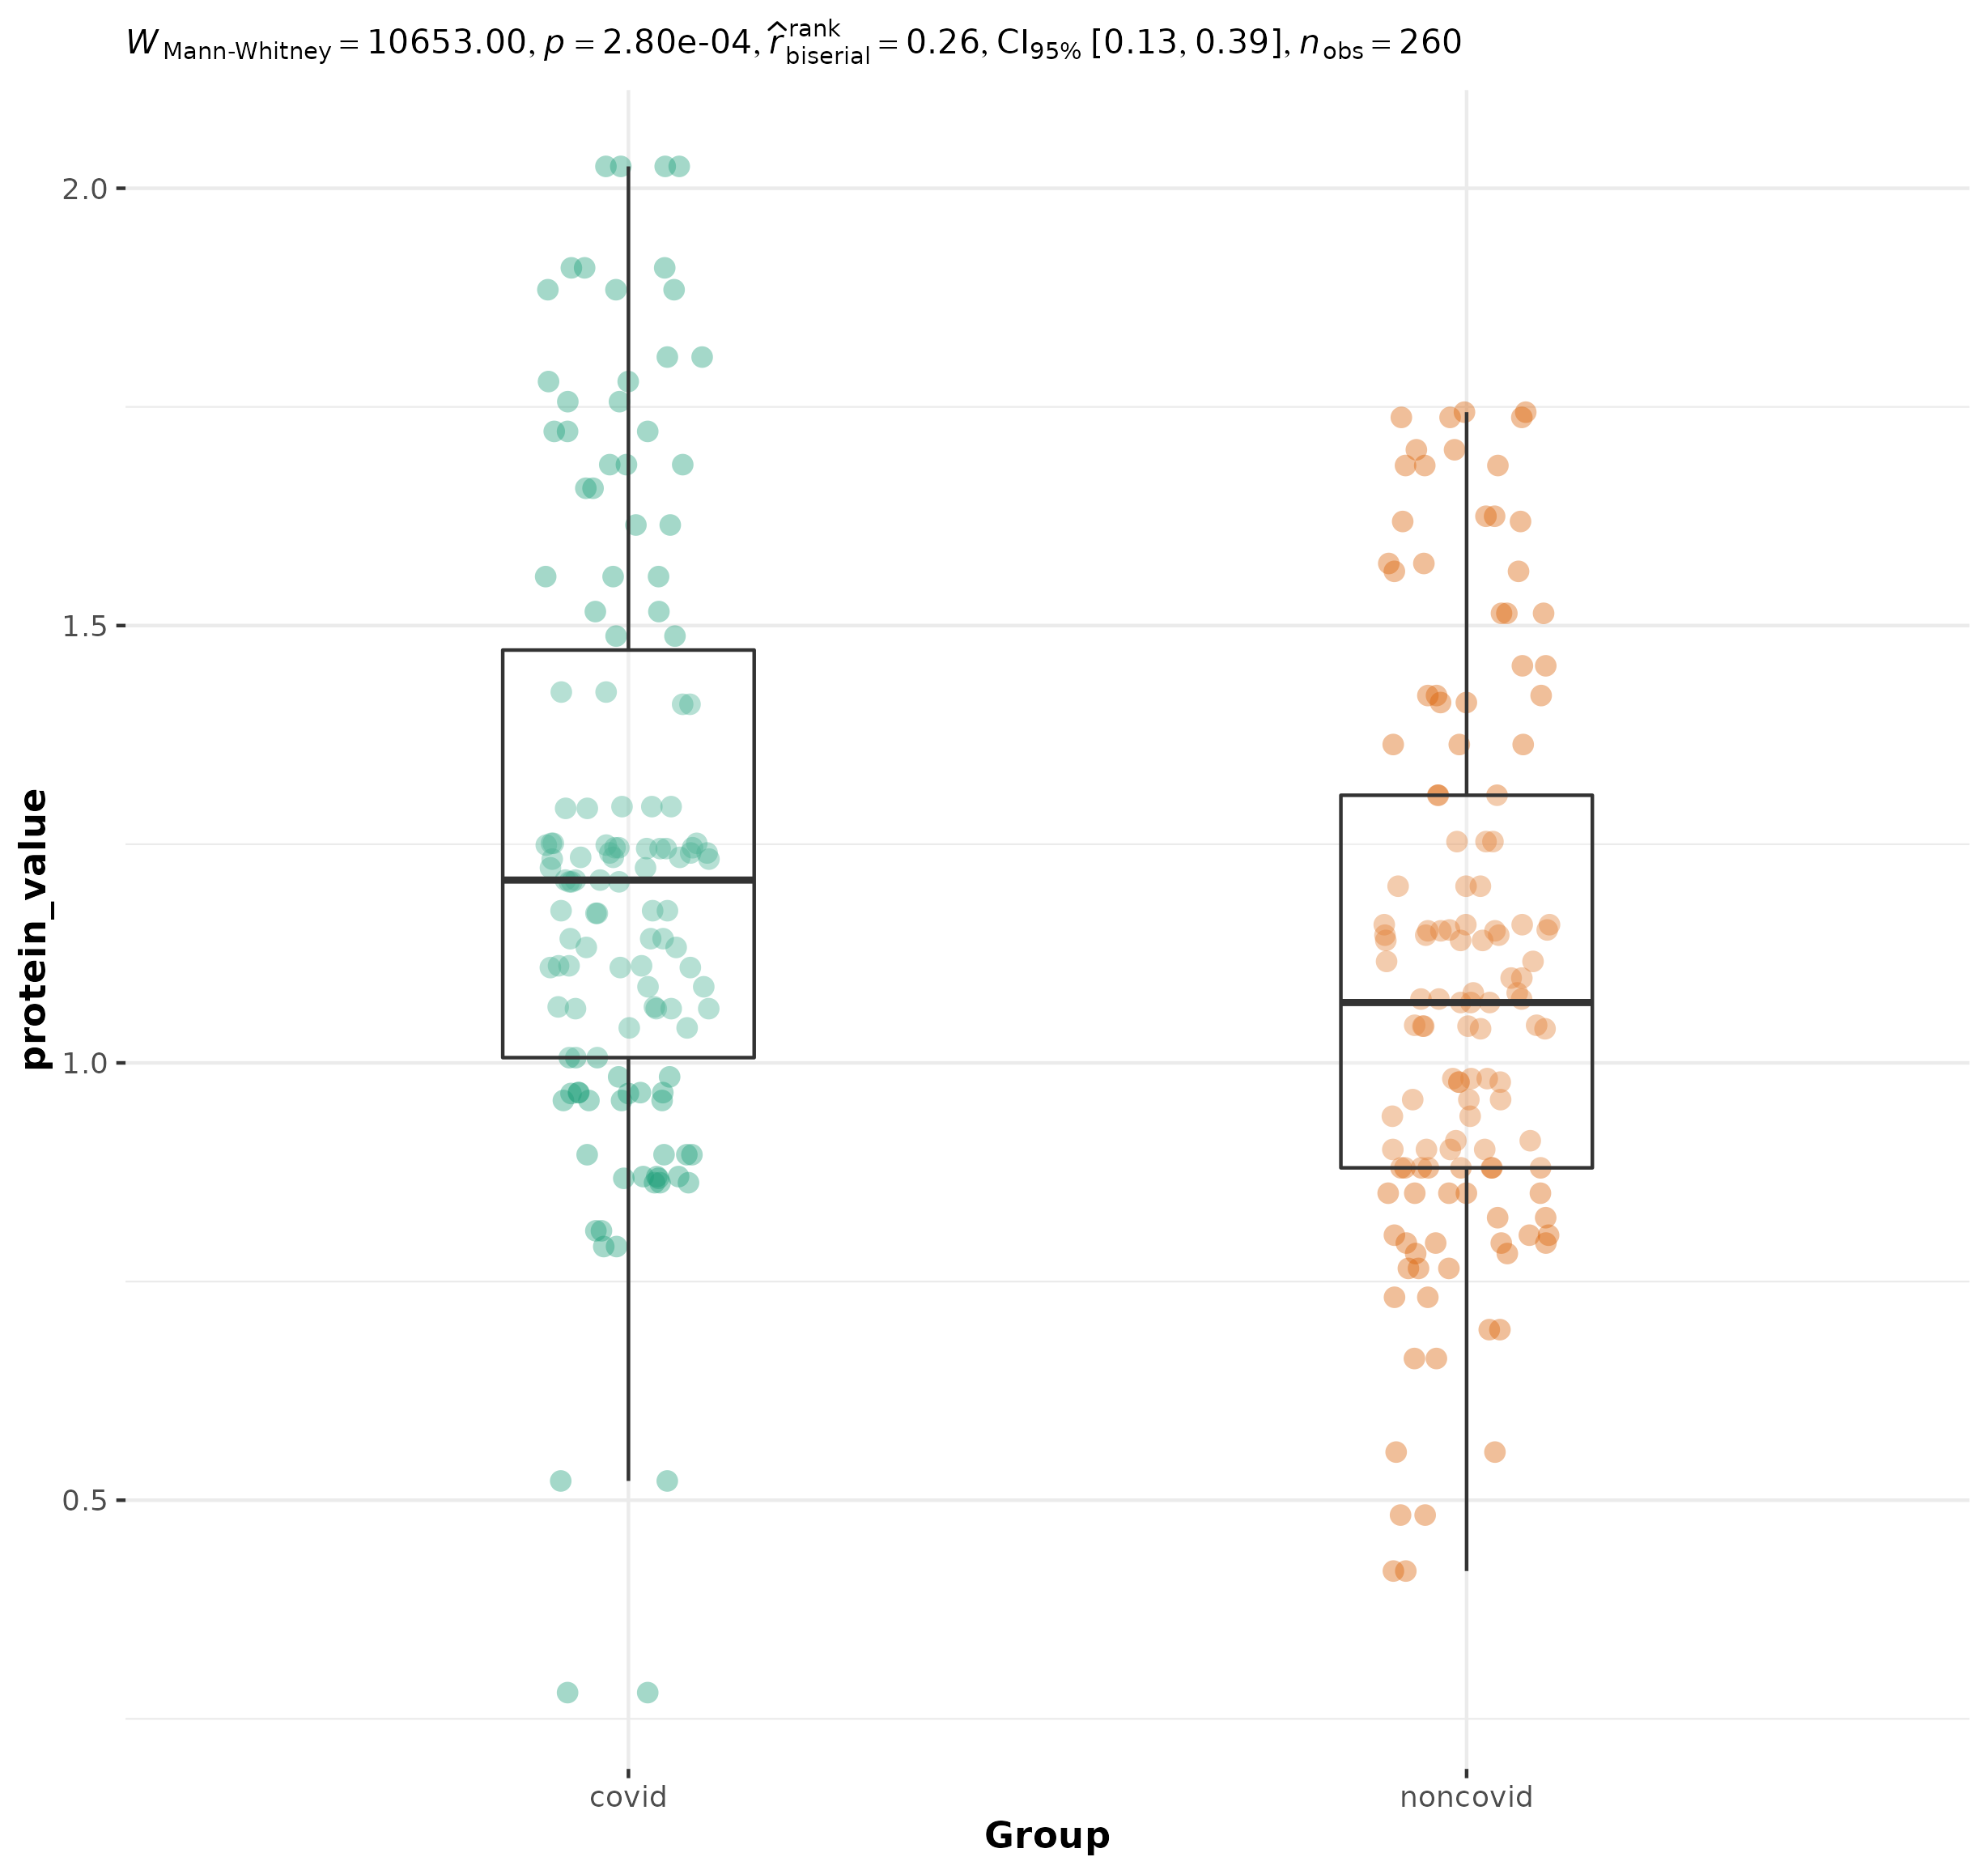 W Mann-Whitney = 10653.00, p = 2.80e-04, r̂ rank biserial = 0.26, CI95% [0.13, 0.39], n obs = 260
2.0
1.5
1.0
0.5
protein_value
covid noncovid
Group